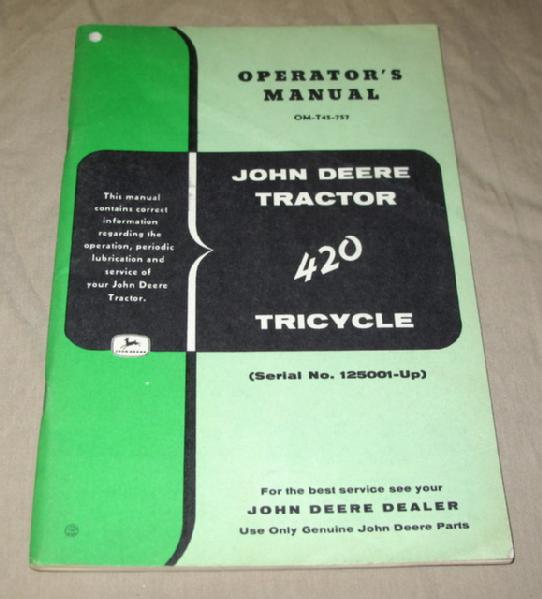 OPERATOR'S
MANUAL
OM-T45-757
JOHN DEERE
TRACTOR
420
TRICYCLE
This manual
contains correct
information
regarding the
operation, periodic
lubrication and
service of
your John Deere
Tractor.
JOHN DEERE
(Serial No. 125001-Up)
For the best service see your
JOHN DEERE DEALER
Use Only Genuine John Deere Parts